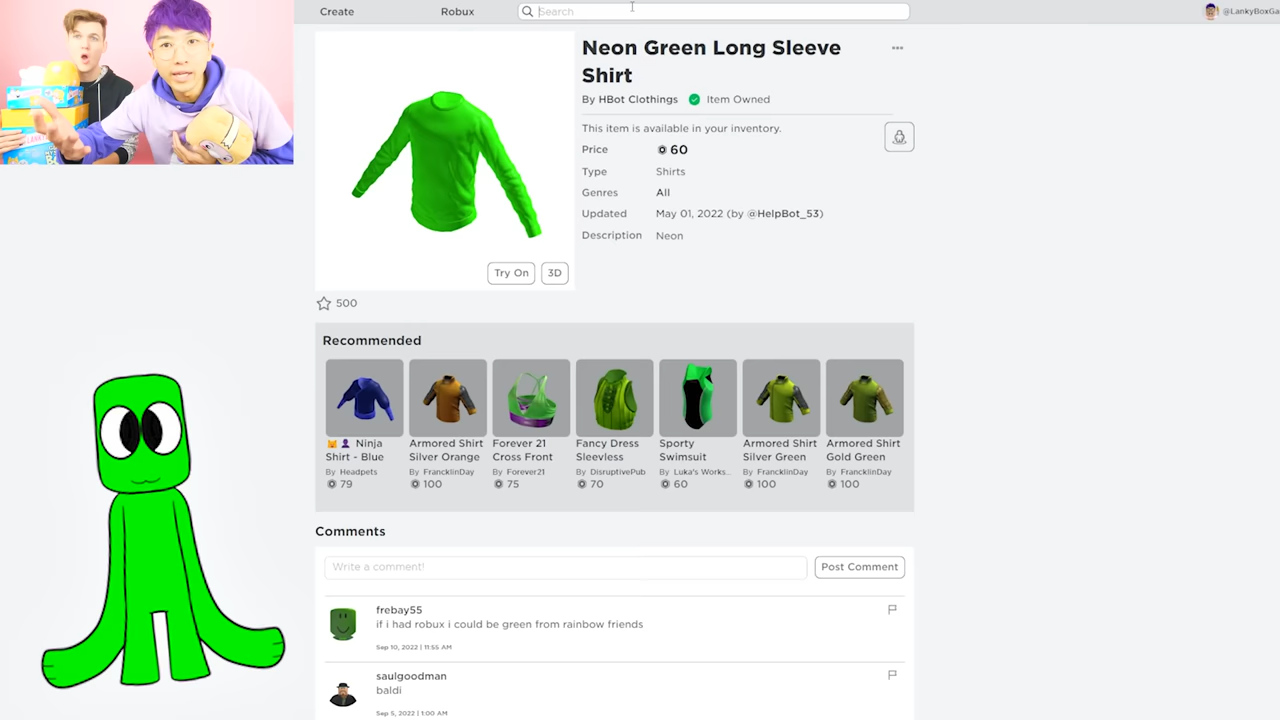 Create
Robux
Search
@LankyBoxGa
Neon Green Long Sleeve
Shirt
By HBot Clothings Item Owned
This item is available in your inventory.
Price 60
Type Shirts
Genres All
Updated May 01, 2022 (by @HelpBot_53)
Description Neon
Try On
3D
500
Recommended
Ninja
Shirt - Blue
By Headpets
79
Armored Shirt
Silver Orange
By FrancklinDay
100
Forever 21
Cross Front
By Forever21
75
Fancy Dress
Sleevless
By DisruptivePub
70
Sporty
Swimsuit
By Luka's Works...
60
Armored Shirt
Silver Green
By FrancklinDay
100
Armored Shirt
Gold Green
By FrancklinDay
100
Comments
Write a comment!
Post Comment
frebay55
if i had robux i could be green from rainbow friends
Sep 10, 2022 | 11:55 AM
saulgoodman
baldi
Sep 5, 2022 | 1:00 AM